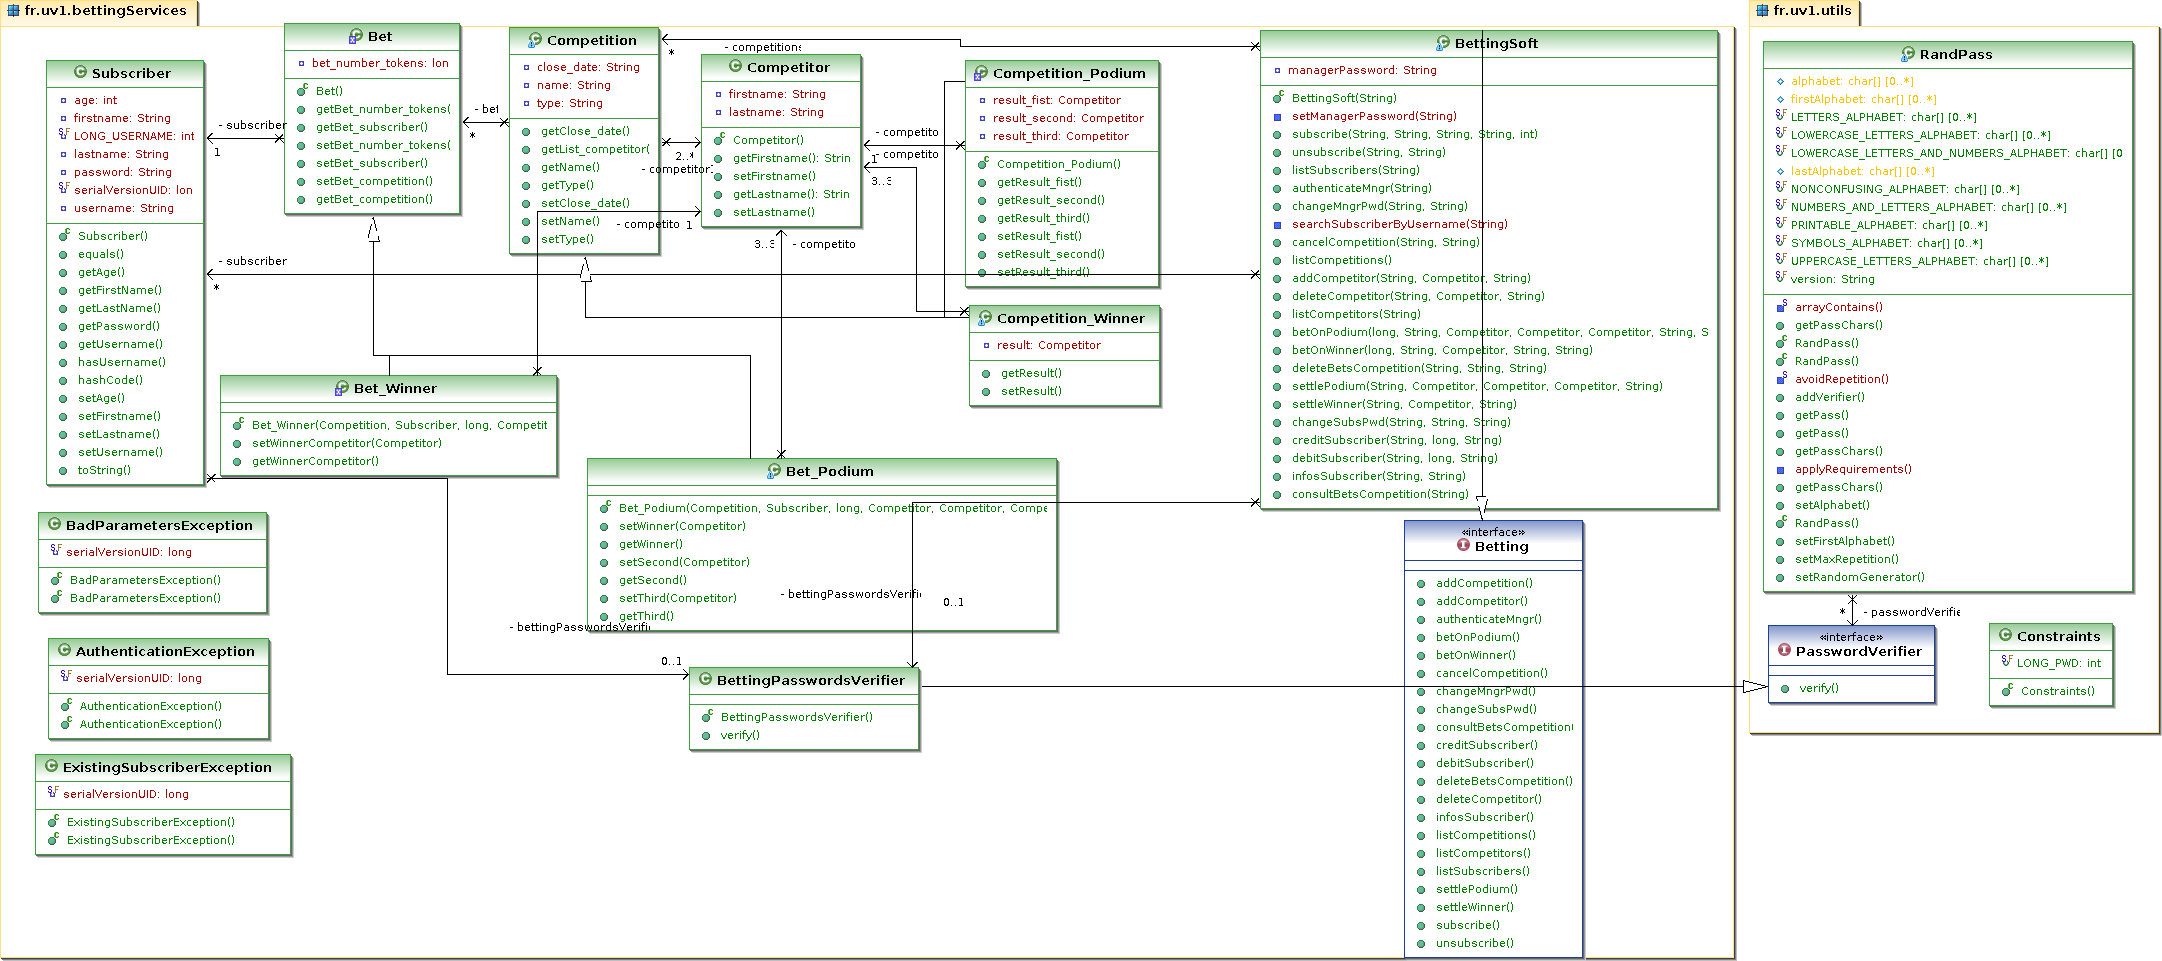 fr.uv1.bettingServices
Subscriber
age: int
firstname: String
LONG_USERNAME: int
lastname: String
password: String
serialVersionUID: lon
username: String
Subscriber()
equals()
getAge()
getFirstName()
getLastName()
getPassword()
getUsername()
hasUsername()
hashCode()
setAge()
setFirstname()
setLastname()
setUsername()
toString()
- subscriber
1
- subscriber
*
Bet
bet_number_tokens: lon
Bet()
getBet_number_tokens(
getBet_subscriber()
setBet_number_tokens(
setBet_subscriber()
setBet_competition()
getBet_competition()
- bet
*
Competition
close_date: String
name: String
type: String
getClose_date()
getList_competitor(
getName()
getType()
setClose_date()
setName()
setType()
*
- competitions
2..*
- competitor
- competito
1
Competitor
firstname: String
lastname: String
Competitor()
getFirstname(): Strin
setFirstname()
getLastname(): Strin
setLastname()
- competito
1
- competito
3..3
3..3
- competito
Competition_Podium
result_fist: Competitor
result_second: Competitor
result_third: Competitor
Competition_Podium()
getResult_fist()
getResult_second()
getResult_third()
setResult_fist()
setResult_second()
setResult_third()
Competition_Winner
result: Competitor
getResult()
setResult()
BettingSoft
managerPassword: String
BettingSoft(String)
setManagerPassword(String)
subscribe(String, String, String, String, int)
unsubscribe(String, String)
listSubscribers(String)
authenticateMngr(String)
changeMngrPwd(String, String)
searchSubscriberByUsername(String)
cancelCompetition(String, String)
listCompetitions()
addCompetitor(String, Competitor, String)
deleteCompetitor(String, Competitor, String)
listCompetitors(String)
betOnPodium(long, String, Competitor, Competitor, Competitor, String, S
betOnWinner(long, String, Competitor, String, String)
deleteBetsCompetition(String, String, String)
settlePodium(String, Competitor, Competitor, Competitor, String)
settleWinner(String, Competitor, String)
changeSubsPwd(String, String, String)
creditSubscriber(String, long, String)
debitSubscriber(String, long, String)
infosSubscriber(String, String)
consultBetsCompetition(String)
Bet_Winner
Bet_Winner(Competition, Subscriber, long, Competit
setWinnerCompetitor(Competitor)
getWinnerCompetitor()
Bet_Podium
Bet_Podium(Competition, Subscriber, long, Competitor, Competitor, Compe
setWinner(Competitor)
getWinner()
setSecond(Competitor)
getSecond()
setThird(Competitor)
getThird()
- bettingPasswordsVerifi
0..1
- bettingPasswordsVerifi
0..1
BettingPasswordsVerifier
BettingPasswordsVerifier()
verify()
BadParametersException
serialVersionUID: long
BadParametersException()
BadParametersException()
AuthenticationException
serialVersionUID: long
AuthenticationException()
AuthenticationException()
ExistingSubscriberException
serialVersionUID: long
ExistingSubscriberException()
ExistingSubscriberException()
«interface»
Betting
addCompetition()
addCompetitor()
authenticateMngr()
betOnPodium()
betOnWinner()
cancelCompetition()
changeMngrPwd()
changeSubsPwd()
consultBetsCompetition(
creditSubscriber()
debitSubscriber()
deleteBetsCompetition()
deleteCompetitor()
infosSubscriber()
listCompetitions()
listCompetitors()
listSubscribers()
settlePodium()
settleWinner()
subscribe()
unsubscribe()
fr.uv1.utils
RandPass
alphabet: char[] [0..*]
firstAlphabet: char[] [0..*]
LETTERS_ALPHABET: char[] [0..*]
LOWERCASE_LETTERS_ALPHABET: char[] [0..*]
LOWERCASE_LETTERS_AND_NUMBERS_ALPHABET: char[] [0
lastAlphabet: char[] [0..*]
NONCONFUSING_ALPHABET: char[] [0..*]
NUMBERS_AND_LETTERS_ALPHABET: char[] [0..*]
PRINTABLE_ALPHABET: char[] [0..*]
SYMBOLS_ALPHABET: char[] [0..*]
UPPERCASE_LETTERS_ALPHABET: char[] [0..*]
version: String
arrayContains()
getPassChars()
RandPass()
RandPass()
avoidRepetition()
addVerifier()
getPass()
getPass()
getPassChars()
applyRequirements()
getPassChars()
setAlphabet()
RandPass()
setFirstAlphabet()
setMaxRepetition()
setRandomGenerator()
*
- passwordVerifie
«interface»
PasswordVerifier
verify()
Constraints
LONG_PWD: int
Constraints()